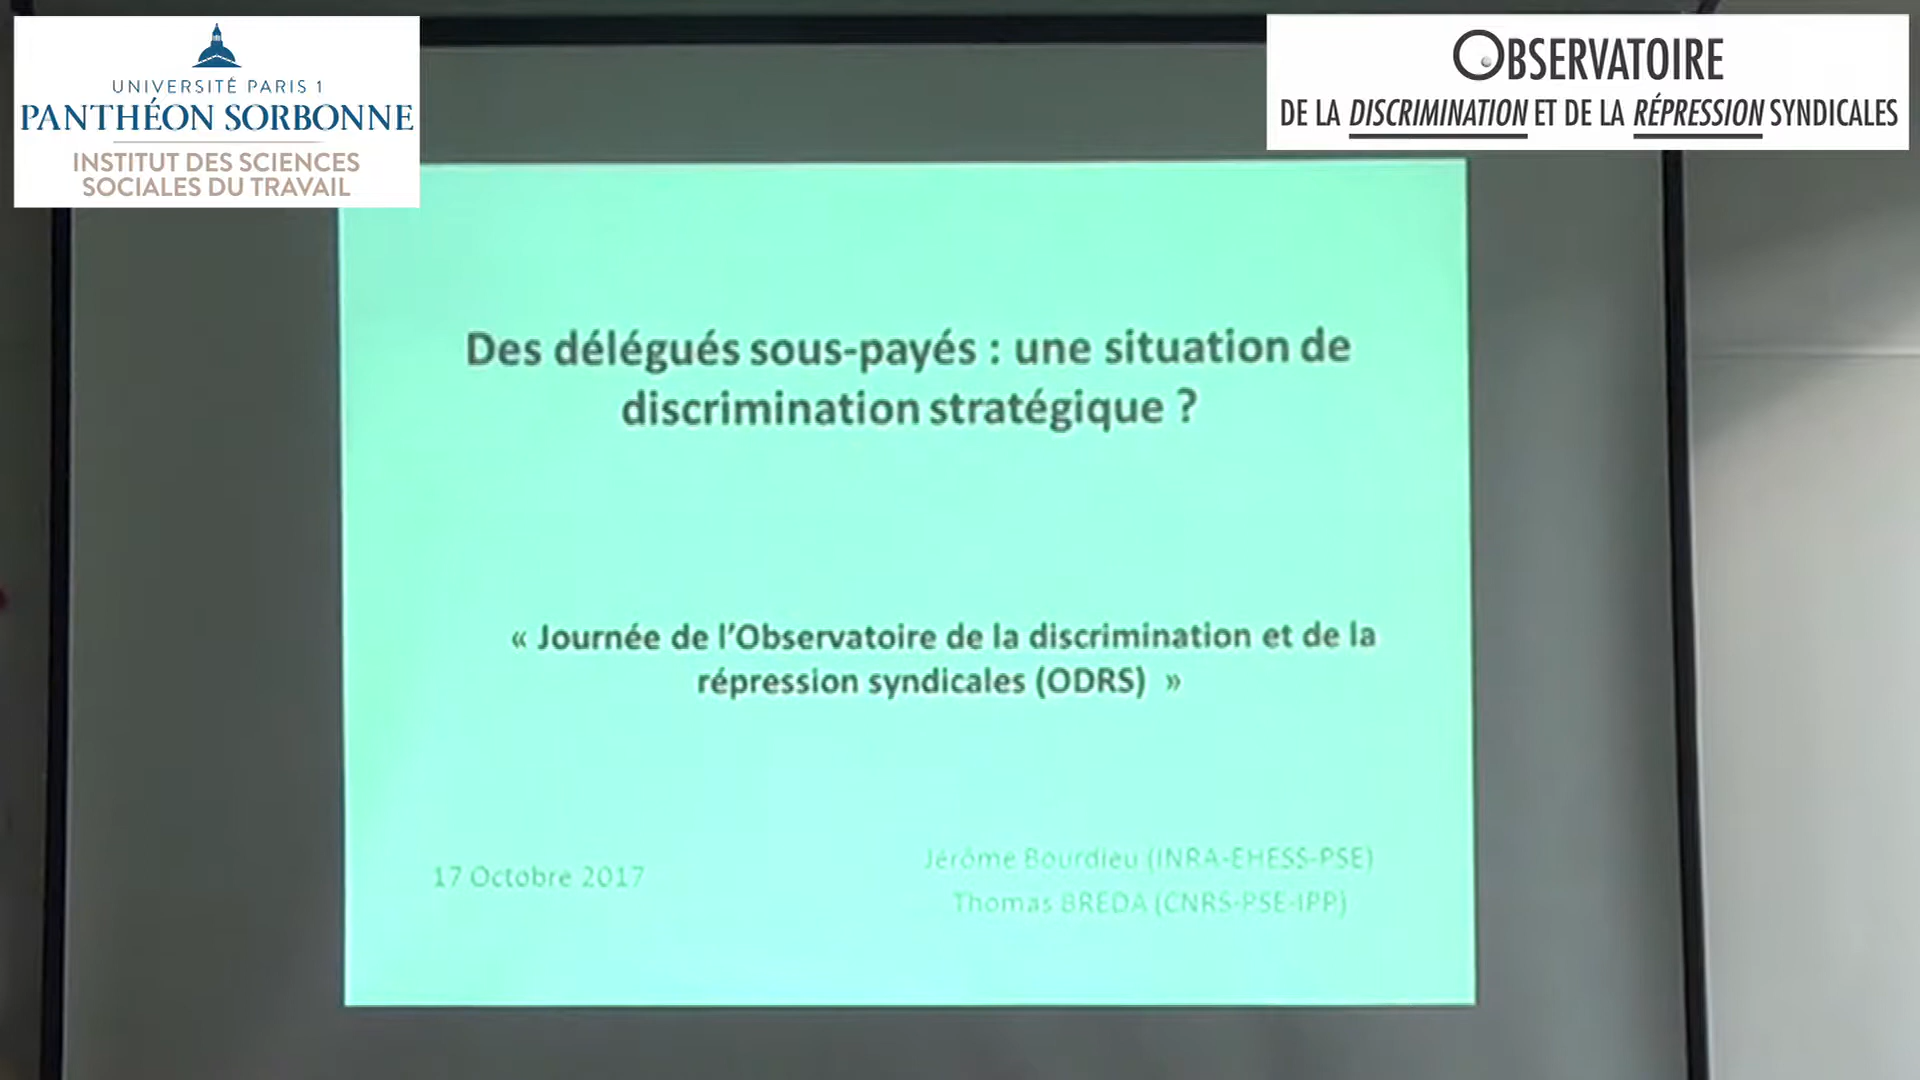 UNIVERSITÉ PARIS 1
PANTHÉON SORBONNE
INSTITUT DES SCIENCES
SOCIALES DU TRAVAIL
OBSERVATOIRE
DE LA DISCRIMINATION ET DE LA RÉPRESSION SYNDICALES
Des délégués sous-payés : une situation de
discrimination stratégique ?
« Journée de l'Observatoire de la discrimination et de la
répression syndicales (ODRS) »
17 Octobre 2017
Jérôme Bourdieu (INRA-EHESS-PSE)
Thomas BREDA (CNRS-PSE-IPP)